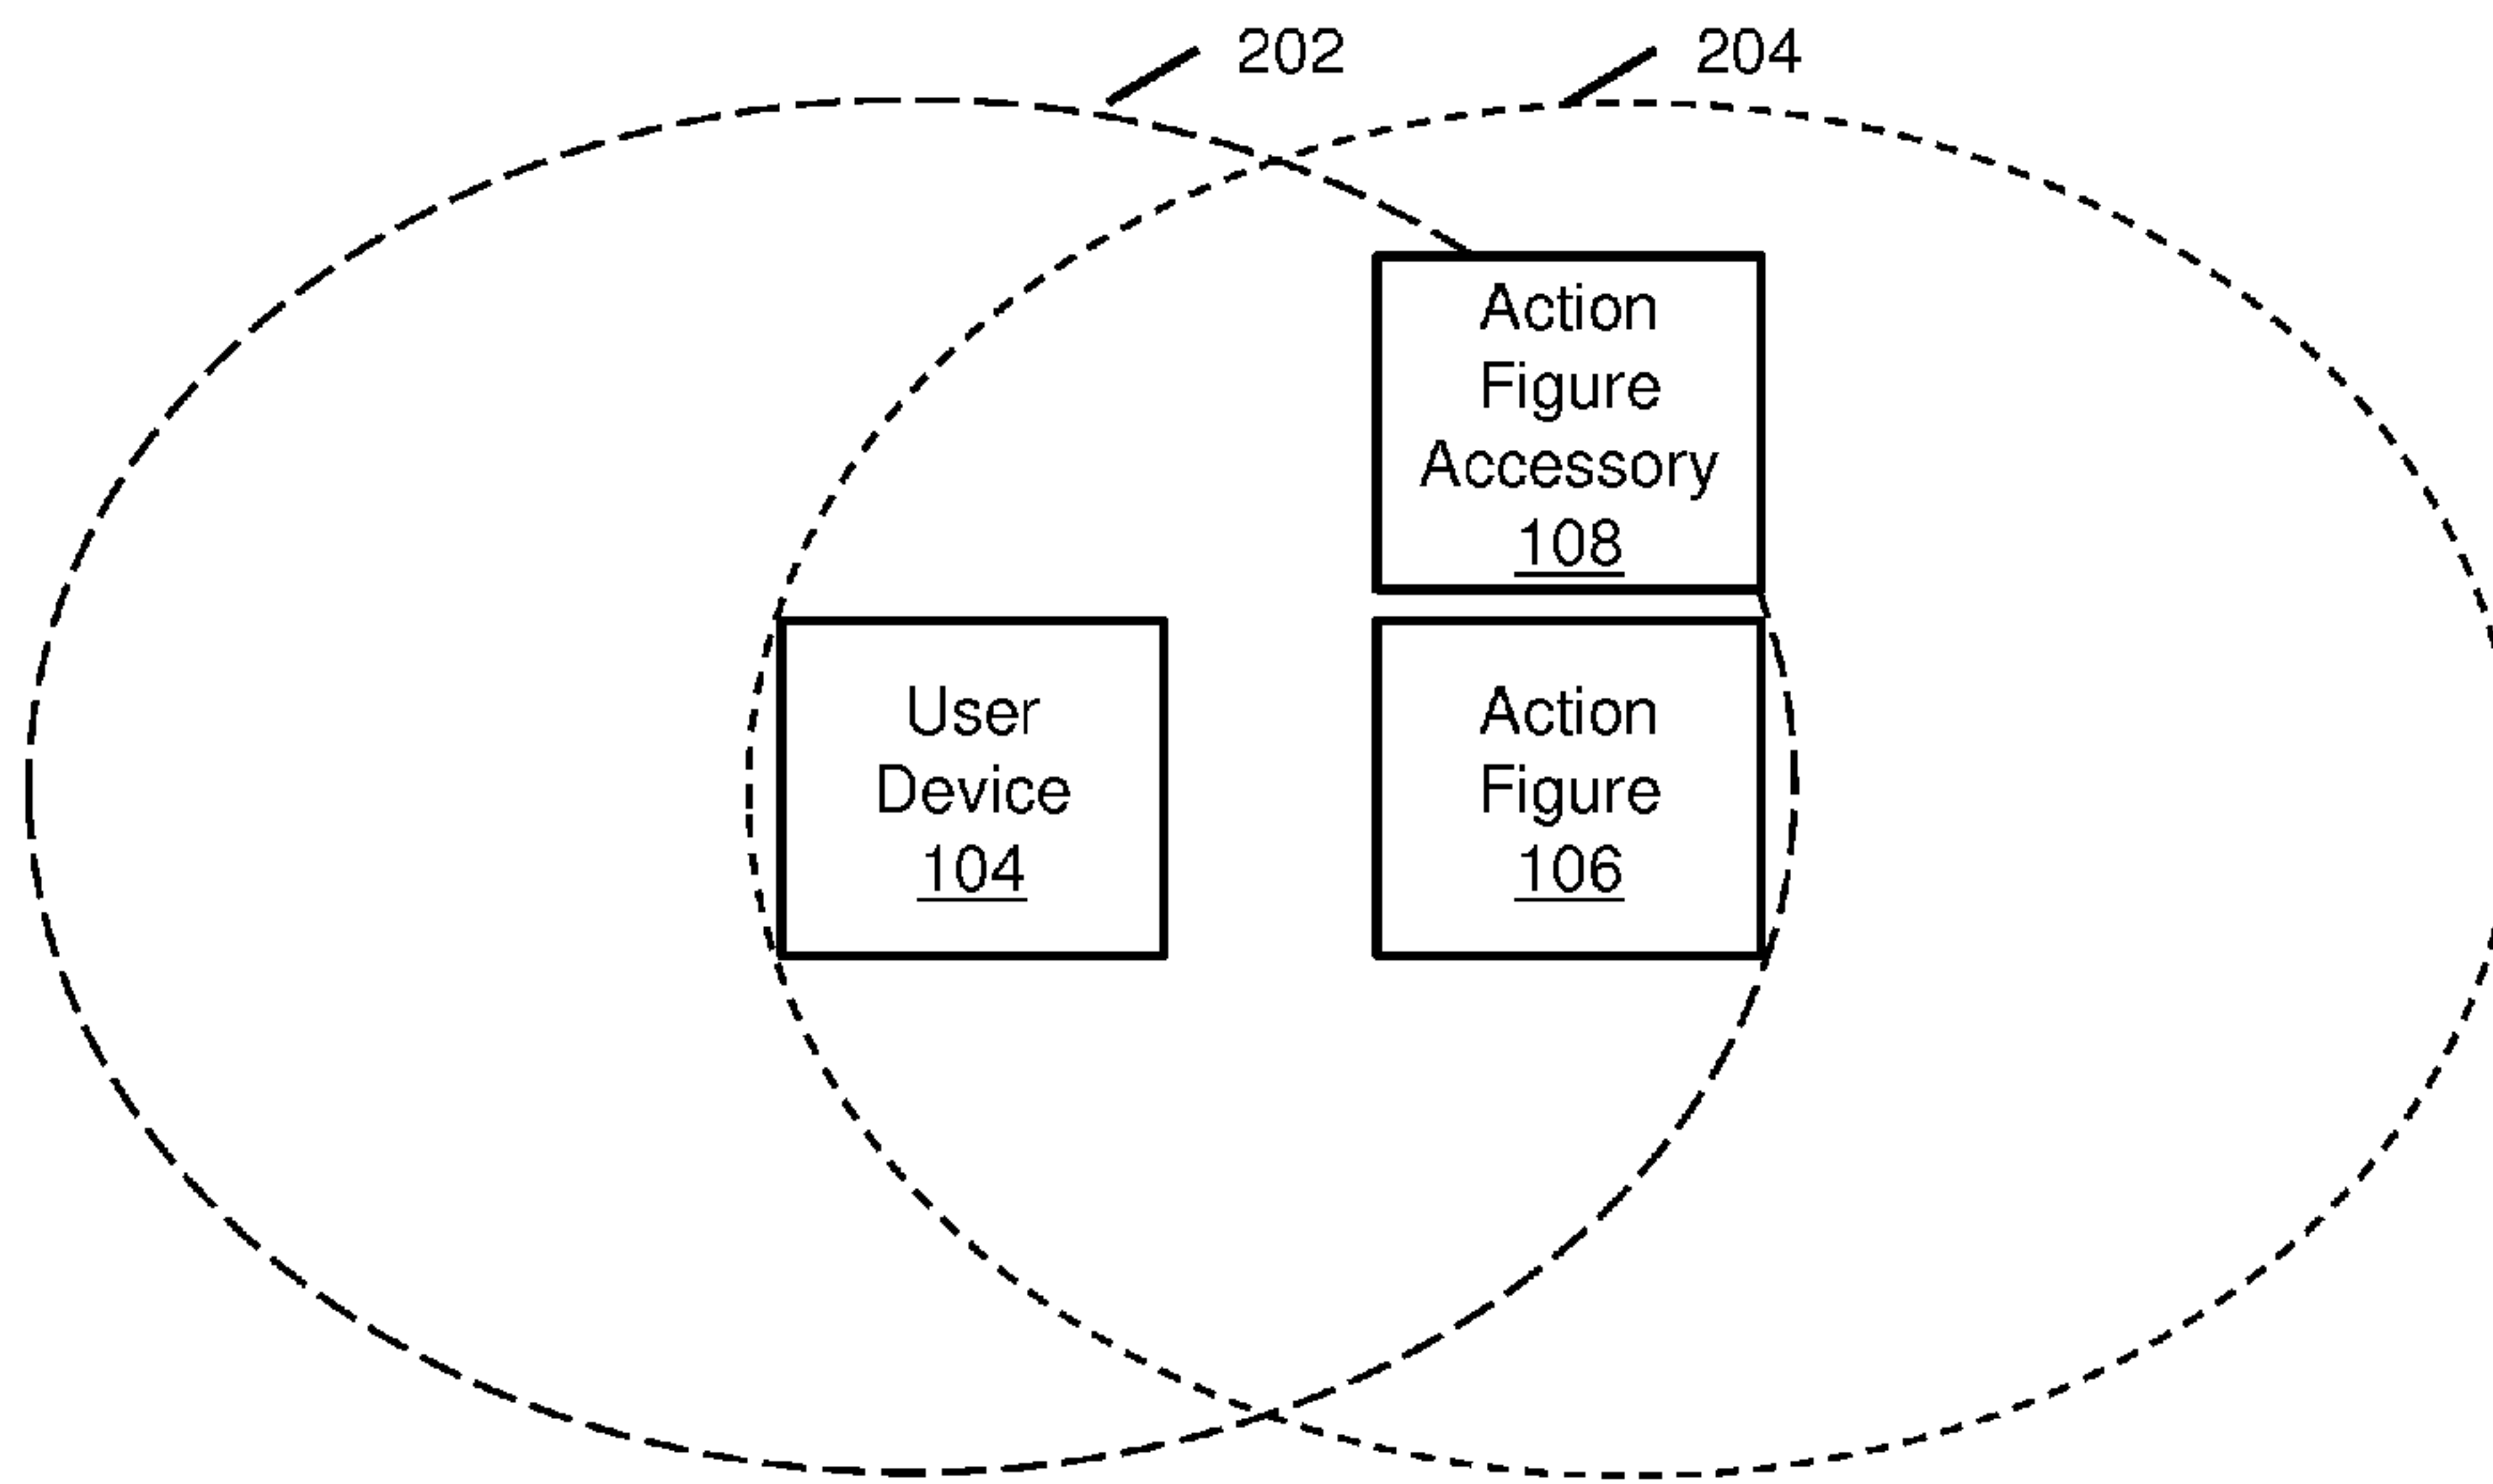 202
204
Action
Figure
Accessory
108
User
Device
104
Action
Figure
106